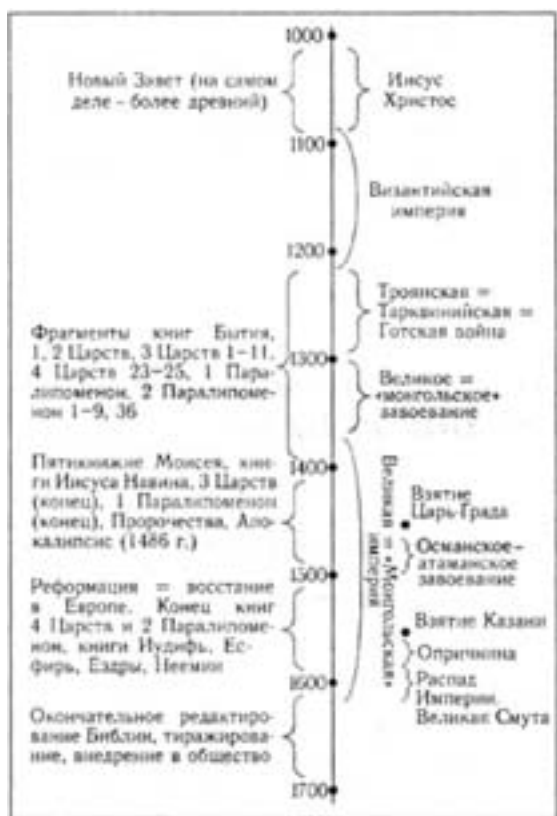 1000
Новый Завет (на самом
деле - более древний)
Иисус
Христос
1100
Византийская
империя
1200
Троянская =
Тарквинийская =
Готская война
Фрагменты книг Бытия,
1, 2 Царств, 3 Царств 1-11,
4 Царств 23-25, 1 Пара-
липоменон, 2 Паралипоме-
нон 1-9, 36
1300
Великое =
«монгольское»
завоевание
Пятикнижие Моисея, кни-
ги Иисуса Навина, 3 Царств
(конец), 1 Паралипоменон
(конец), Пророчества, Апо-
калипсис (1486 г.)
1400
Великая = «Монгольская»
империя
Взятие
Царь-Града
Османское-
атаманское
завоевание
1500
Реформация = восстание
в Европе. Конец книг
4 Царств и 2 Паралипоме-
нон, книги Иудифь, Ес-
фирь, Ездры, Неемии
Взятие Казани
Опричнина
1600
Распад
Империи.
Великая Смута
Окончательное редактиро-
вание Библии, тиражирова-
ние, внедрение в общество
1700